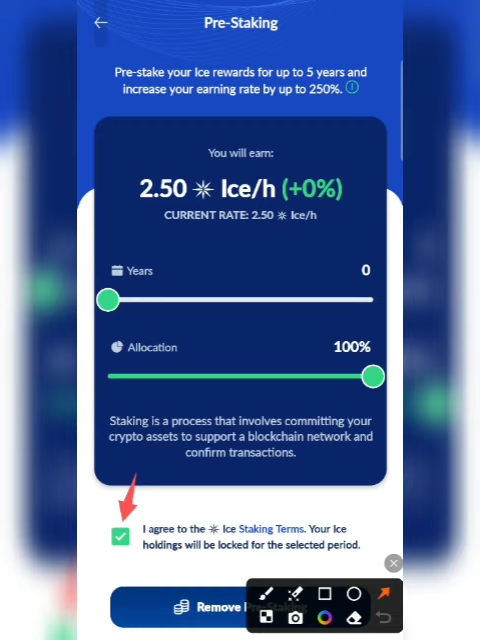 Pre-Staking
Pre-stake your Ice rewards for up to 5 years and
increase your earning rate by up to 250%.
You will earn:
2.50 Ice/h (+0%)
CURRENT RATE: 2.50 Ice/h
Years 0
Allocation 100%
Staking is a process that involves committing your
crypto assets to support a blockchain network and
confirm transactions.
I agree to the Ice Staking Terms. Your Ice
holdings will be locked for the selected period.
Remove Pre-Staking